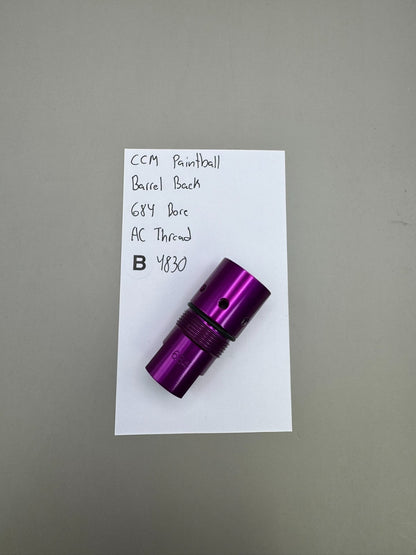 CCM Paintball
Barrel Back
684 Bore
AC Thread
B 4830